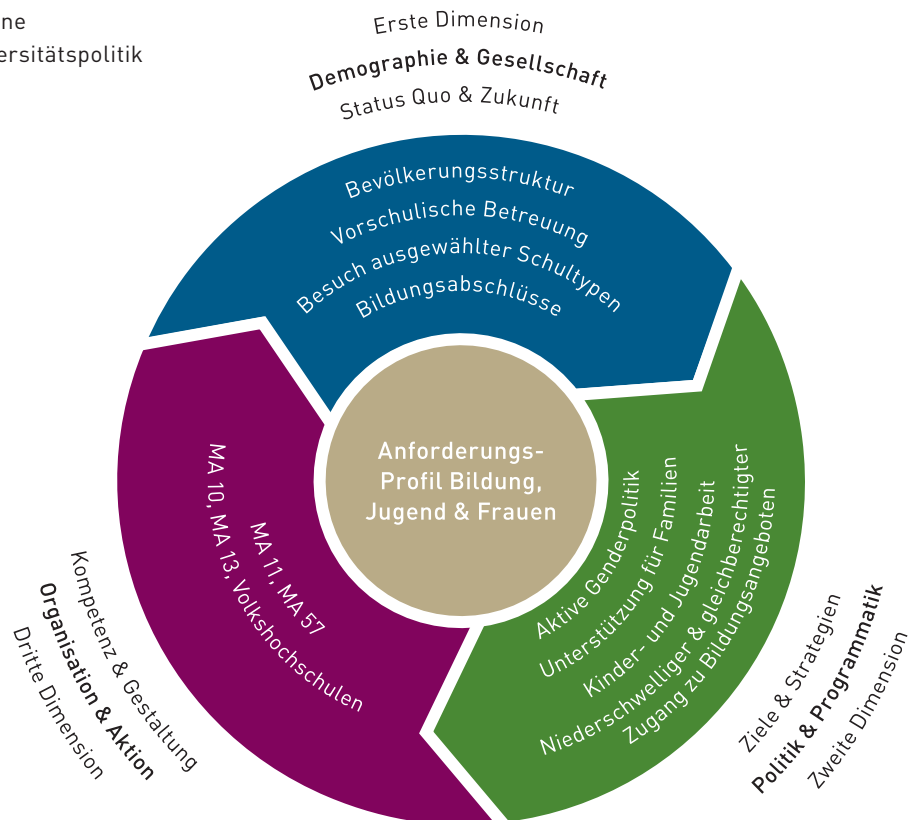 ne
ersitätspolitik
Erste Dimension
Demographie & Gesellschaft
Status Quo & Zukunft
Bevölkerungsstruktur
Vorschulische Betreuung
Besuch ausgewählter Schultypen
Bildungsabschlüsse
Anforderungs-
Profil Bildung,
Jugend & Frauen
Aktive Genderpolitik
Unterstützung für Familien
Kinder- und Jugendarbeit
Niederschwelliger & gleichberechtigter
Zugang zu Bildungsangeboten
Ziele & Strategien
Politik & Programmatik
Zweite Dimension
MA 11, MA 57
MA 10, MA 13, Volkshochschulen
Kompetenz & Gestaltung
Organisation & Aktion
Dritte Dimension